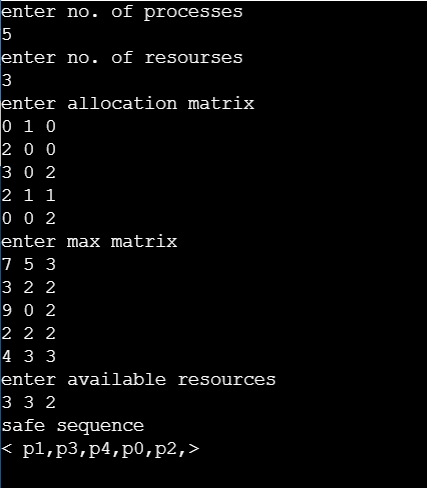 enter no. of processes
5
enter no. of resourses
3
enter allocation matrix
0 1 0
2 0 0
3 0 2
2 1 1
0 0 2
enter max matrix
7 5 3
3 2 2
9 0 2
2 2 2
4 3 3
enter available resources
3 3 2
safe sequence
< p1,p3,p4,p0,p2,>